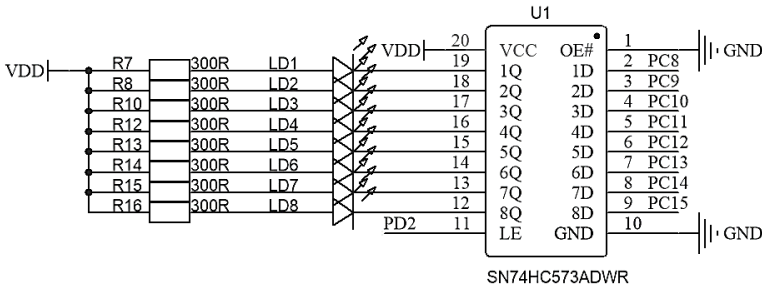 U1
VDD 20 VCC OE# 1 GND
VDD R7 300R LD1 19 1Q 1D 2 PC8
R8 300R LD2 18 2Q 2D 3 PC9
R10 300R LD3 17 3Q 3D 4 PC10
R12 300R LD4 16 4Q 4D 5 PC11
R13 300R LD5 15 5Q 5D 6 PC12
R14 300R LD6 14 6Q 6D 7 PC13
R15 300R LD7 13 7Q 7D 8 PC14
R16 300R LD8 12 8Q 8D 9 PC15
PD2 11 LE GND 10 GND
SN74HC573ADWR